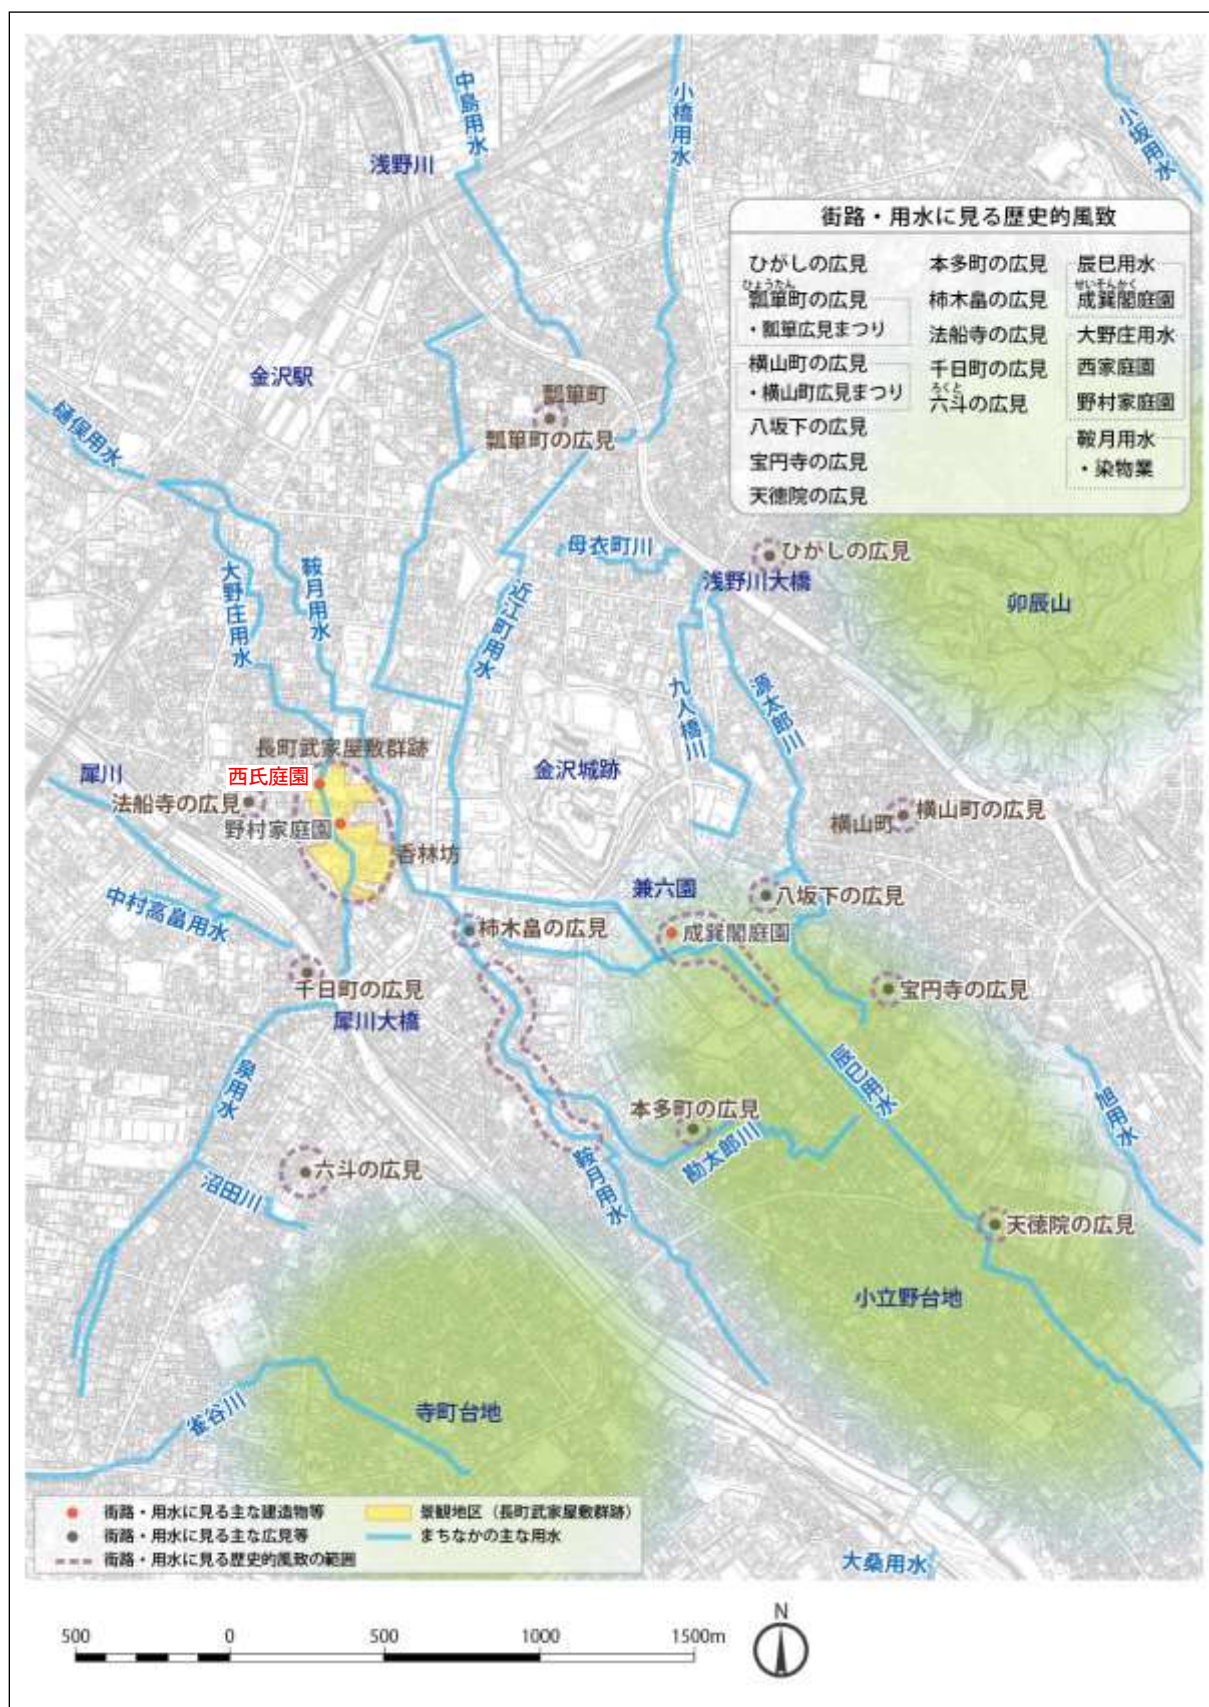 中島用水
小橋用水
小坂用水
浅野川
街路・用水に見る歴史的風致
ひがしの広見
ひょうたん
瓢箪町の広見
・瓢箪広見まつり
横山町の広見
・横山町広見まつり
八坂下の広見
宝円寺の広見
天徳院の広見
本多町の広見
柿木畠の広見
法船寺の広見
千日町の広見
ろくと
六斗の広見
辰巳用水
せいそんかく
成巽閣庭園
大野庄用水
西家庭園
野村家庭園
鞍月用水
・染物業
金沢駅
樋俣用水
瓢箪町
瓢箪町の広見
母衣町川
ひがしの広見
浅野川大橋
卯辰山
大野庄用水
鞍月用水
近江町用水
九人橋川
源太郎川
長町武家屋敷群跡
西氏庭園
犀川
法船寺の広見
野村家庭園
金沢城跡
横山町
横山町の広見
香林坊
兼六園
八坂下の広見
中村高畠用水
柿木畠の広見
成巽閣庭園
千日町の広見
宝円寺の広見
犀川大橋
泉用水
辰巳用水
旭用水
本多町の広見
勘太郎川
鞍月用水
六斗の広見
沼田川
天徳院の広見
小立野台地
寺町台地
雀谷川
街路・用水に見る主な建造物等
街路・用水に見る主な広見等
街路・用水に見る歴史的風致の範囲
景観地区（長町武家屋敷群跡）
まちなかの主な用水
大桑用水
500 0 500 1000 1500m
N